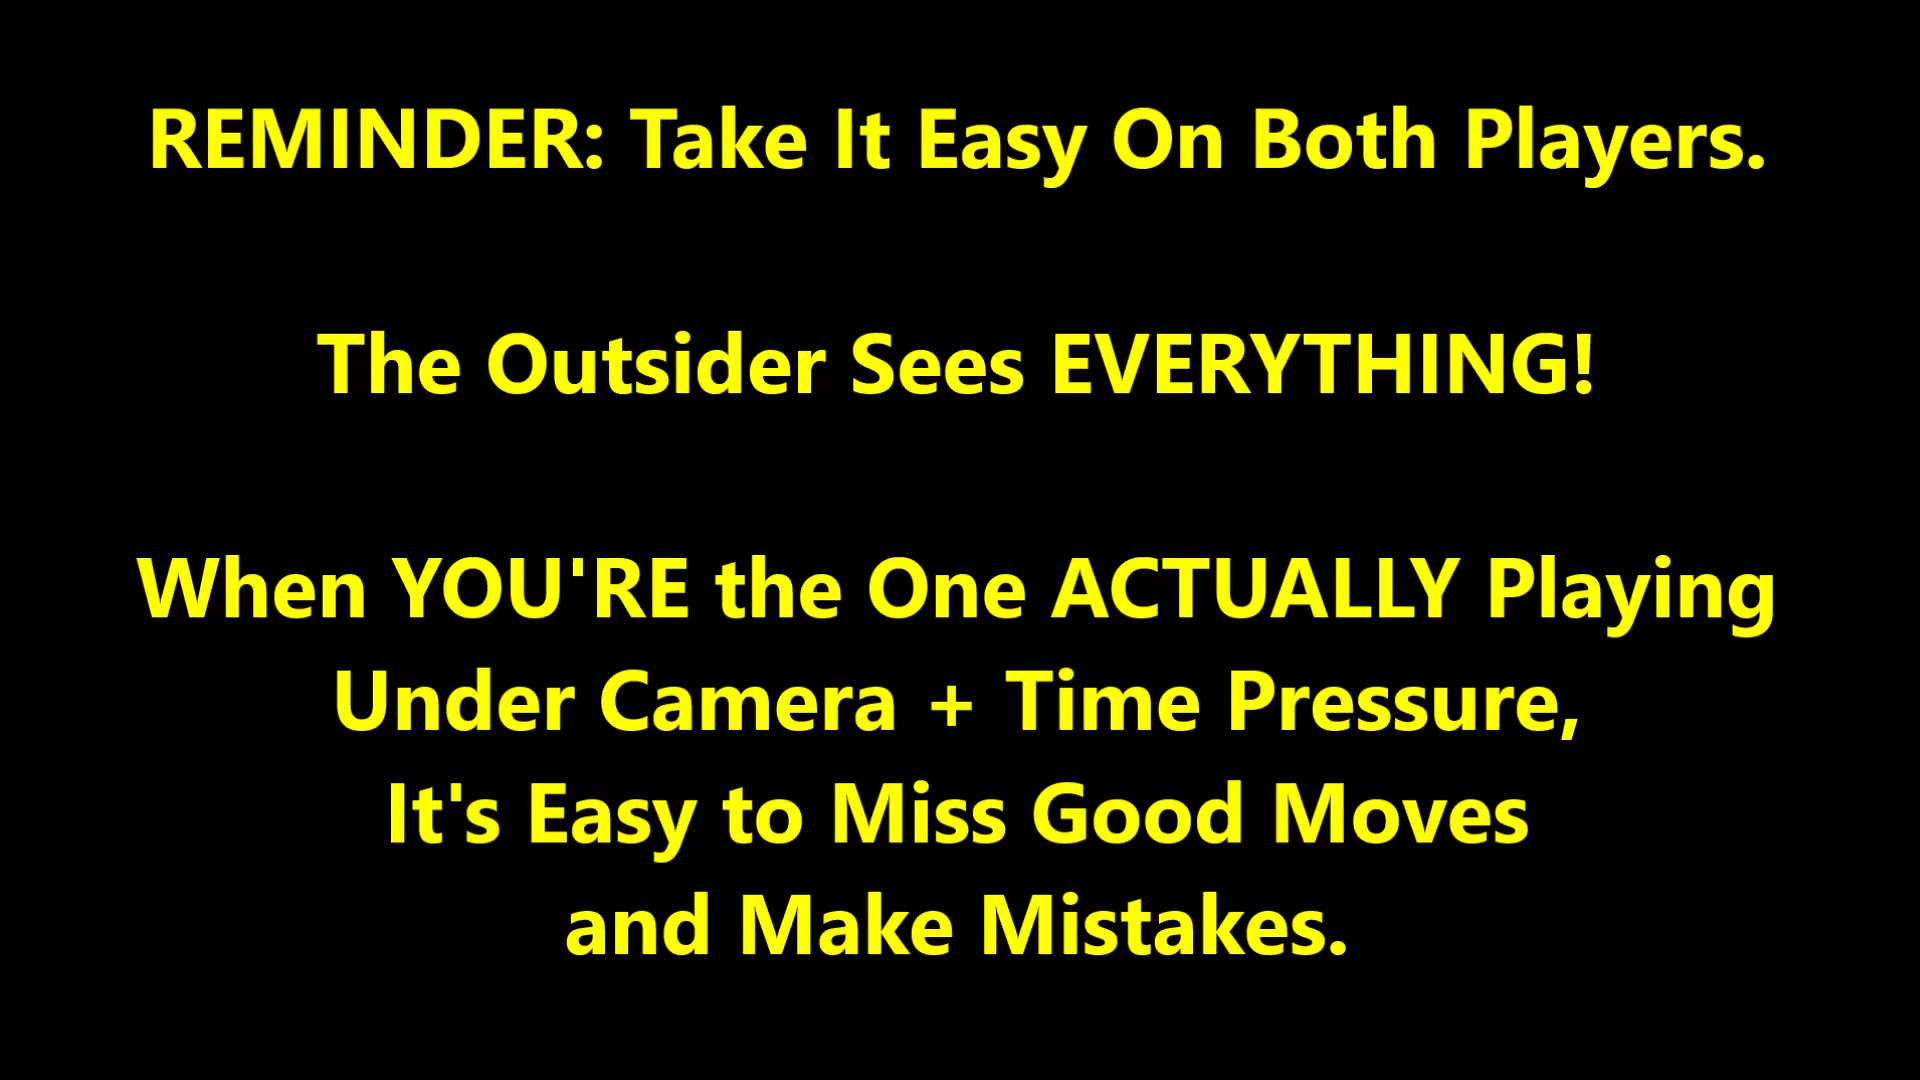 REMINDER: Take It Easy On Both Players.
The Outsider Sees EVERYTHING!
When YOU'RE the One ACTUALLY Playing
Under Camera + Time Pressure,
It's Easy to Miss Good Moves
and Make Mistakes.